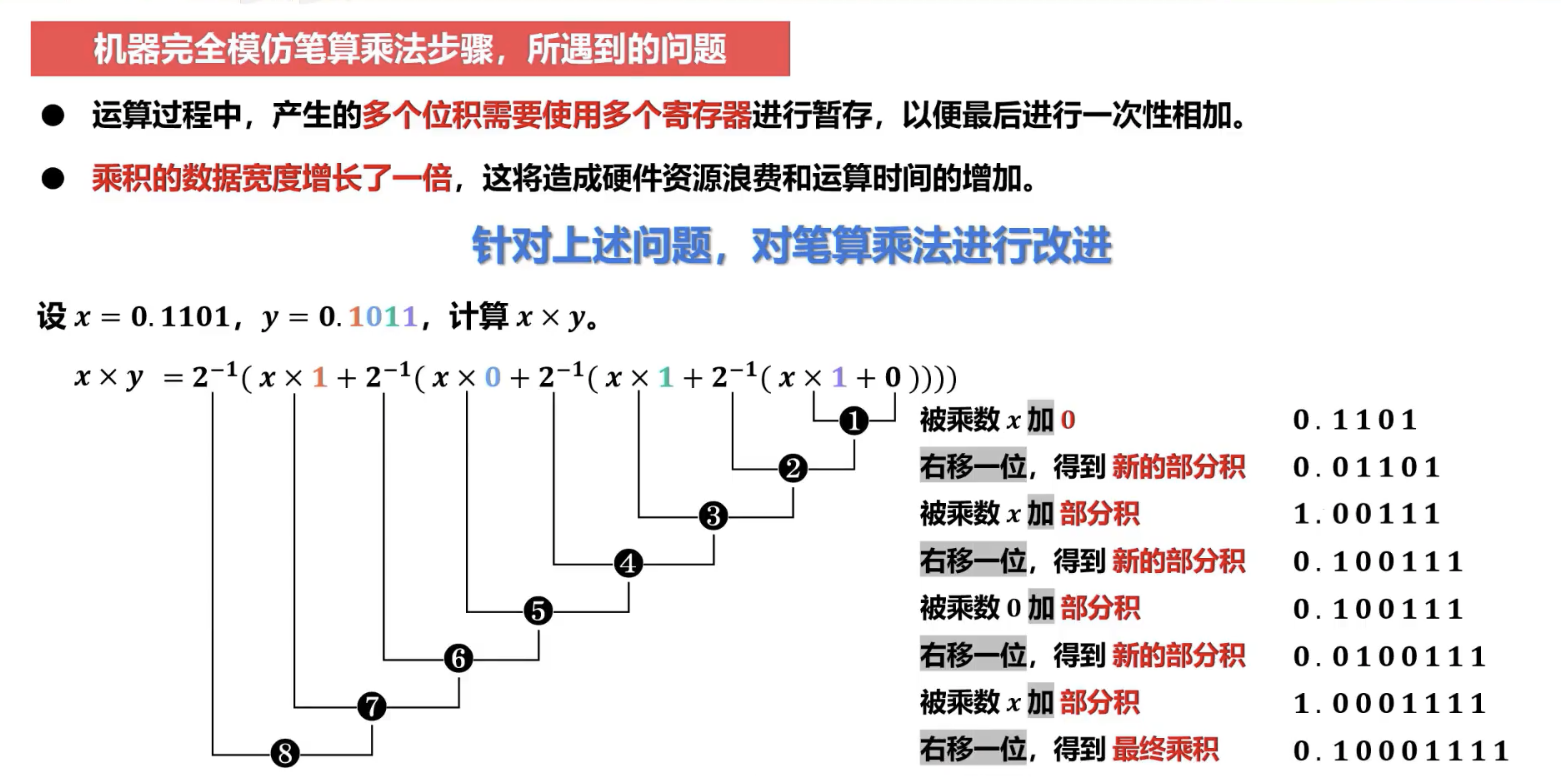 机器完全模仿笔算乘法步骤，所遇到的问题
● 运算过程中，产生的多个位积需要使用多个寄存器进行暂存，以便最后进行一次性相加。
● 乘积的数据宽度增长了一倍，这将造成硬件资源浪费和运算时间的增加。
针对上述问题，对笔算乘法进行改进
设 x = 0.1101，y = 0.1011，计算 x × y。
x × y = 2⁻¹( x × 1 + 2⁻¹( x × 0 + 2⁻¹( x × 1 + 2⁻¹( x × 1 + 0 ))))
❶ 被乘数 x 加 0 0.1101
❷ 右移一位，得到 新的部分积 0.01101
❸ 被乘数 x 加 部分积 1.00111
❹ 右移一位，得到 新的部分积 0.100111
❺ 被乘数 0 加 部分积 0.100111
❻ 右移一位，得到 新的部分积 0.0100111
❼ 被乘数 x 加 部分积 1.0001111
❽ 右移一位，得到 最终乘积 0.10001111